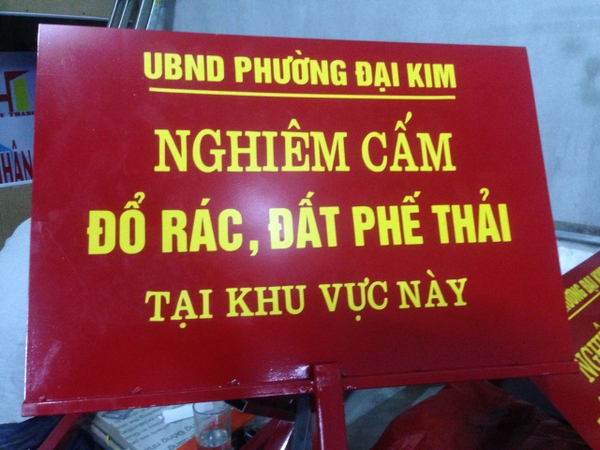 UBND PHƯỜNG ĐẠI KIM
NGHIÊM CẤM
ĐỔ RÁC, ĐẤT PHẾ THẢI
TẠI KHU VỰC NÀY